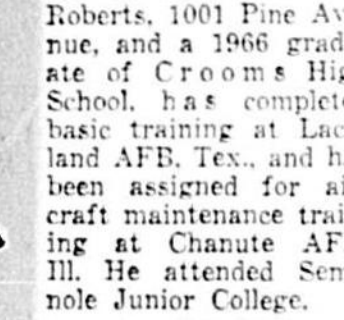 Roberts, 1001 Pine Av
nue, and a 1966 grad
ate of Crooms Hig
School, has complete
basic training at Lac
land AFB, Tex., and h
been assigned for ai
craft maintenance trai
ing at Chanute AF
Ill. He attended Sem
nole Junior College.